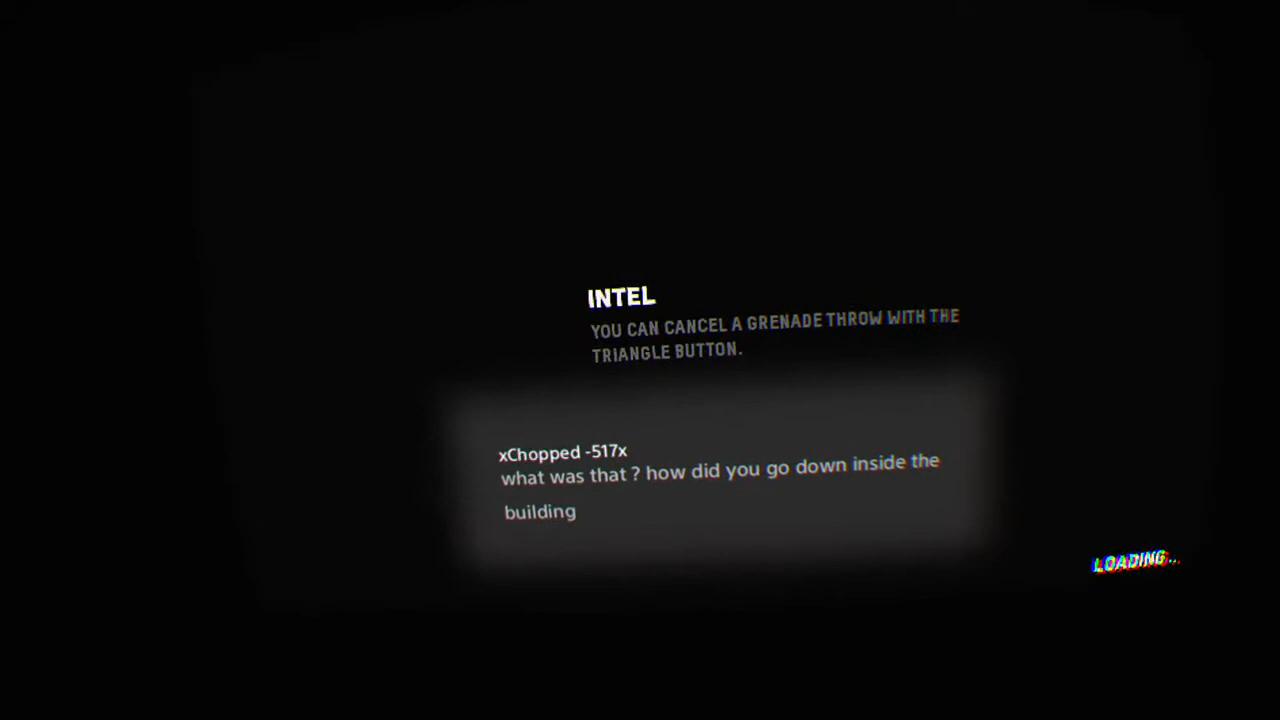 INTEL
YOU CAN CANCEL A GRENADE THROW WITH THE
TRIANGLE BUTTON.
xChopped -517x
what was that ? how did you go down inside the
building
LOADING...